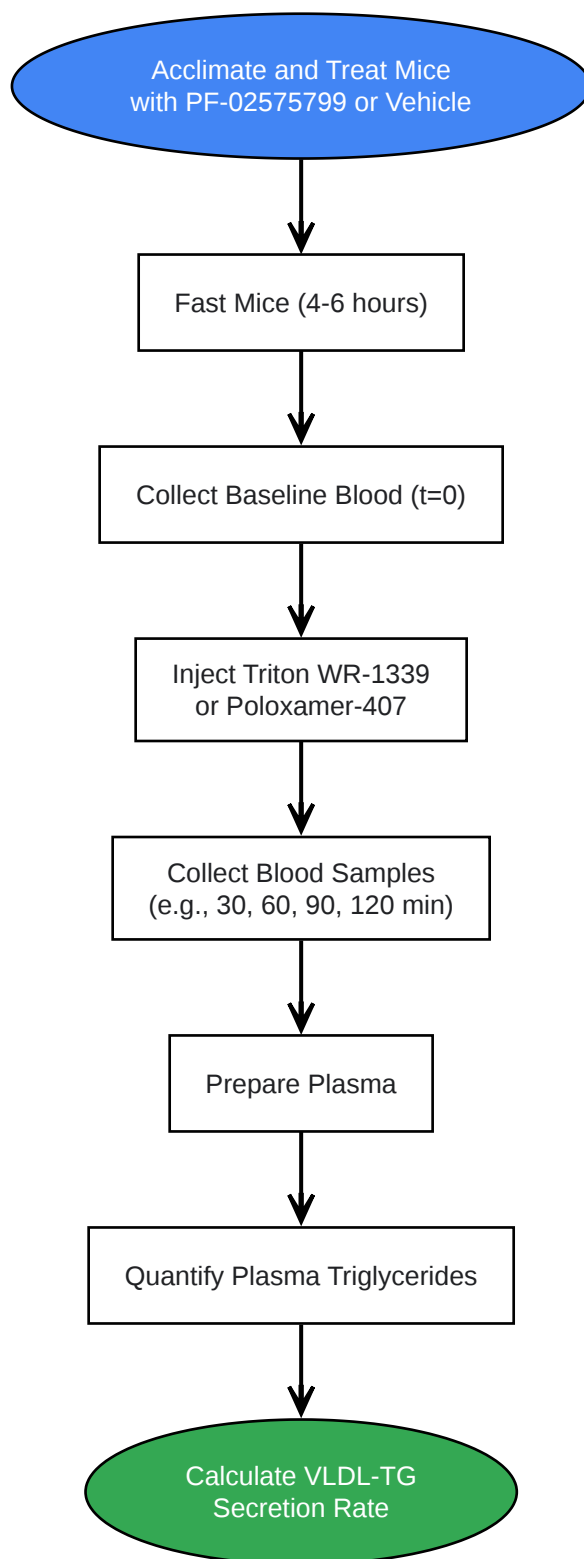 Acclimate and Treat Mice
with PF-02575799 or Vehicle
Fast Mice (4-6 hours)
Collect Baseline Blood (t=0)
Inject Triton WR-1339
or Poloxamer-407
Collect Blood Samples
(e.g., 30, 60, 90, 120 min)
Prepare Plasma
Quantify Plasma Triglycerides
Calculate VLDL-TG
Secretion Rate